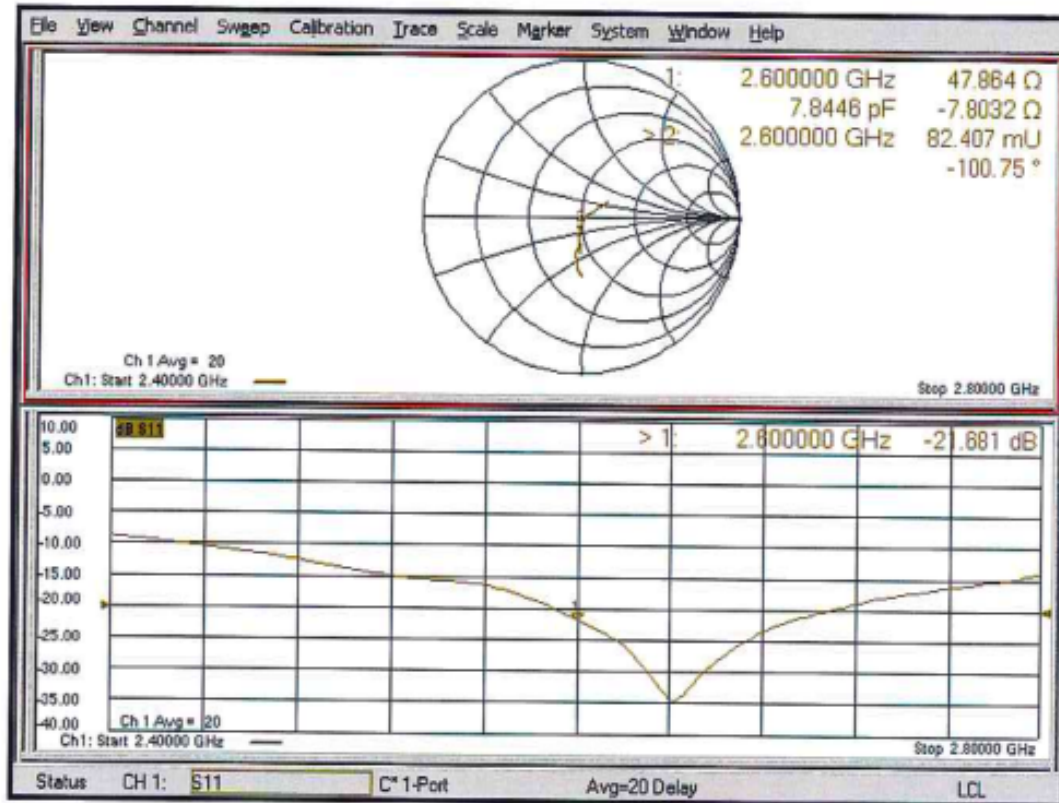 File View Channel Sweep Calibration Trace Scale Marker System Window Help
1: 2.600000 GHz 47.864 Ω
7.8446 pF -7.8032 Ω
> 2: 2.600000 GHz 82.407 mU
-100.75 °
Ch 1 Avg = 20
Ch1: Start 2.40000 GHz
Stop 2.80000 GHz
10.00
dB S11
> 1: 2.600000 GHz -21.681 dB
5.00
0.00
-5.00
-10.00
-15.00
-20.00
1
-25.00
-30.00
-35.00
-40.00
Ch 1 Avg = 20
Ch1: Start 2.40000 GHz
Stop 2.80000 GHz
Status CH 1: S11 C* 1-Port Avg=20 Delay LCL